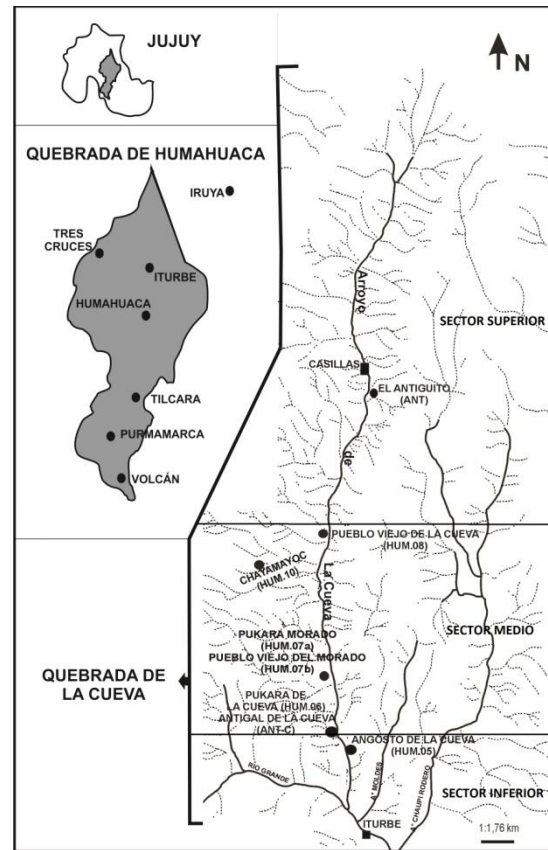 JUJUY
N
QUEBRADA DE HUMAHUACA
IRUYA
TRES
CRUCES
ITURBE
HUMAHUACA
TILCARA
PURMAMARCA
VOLCÁN
QUEBRADA DE
LA CUEVA
Arroyo
de
La Cueva
SECTOR SUPERIOR
CASILLAS
EL ANTIGUITO
(ANT)
PUEBLO VIEJO DE LA CUEVA
(HUM.08)
CHAYAMAYOC
(HUM.10)
SECTOR MEDIO
PUKARA MORADO
(HUM.07a)
PUEBLO VIEJO DEL MORADO
(HUM.07b)
PUKARA DE
LA CUEVA (HUM.06)
ANTIGAL DE LA CUEVA
(ANT-C)
ANGOSTO DE LA CUEVA
(HUM.05)
RÍO GRANDE
A° MOLDES
A° CHAUPI RODERO
SECTOR INFERIOR
ITURBE
1:1,76 km